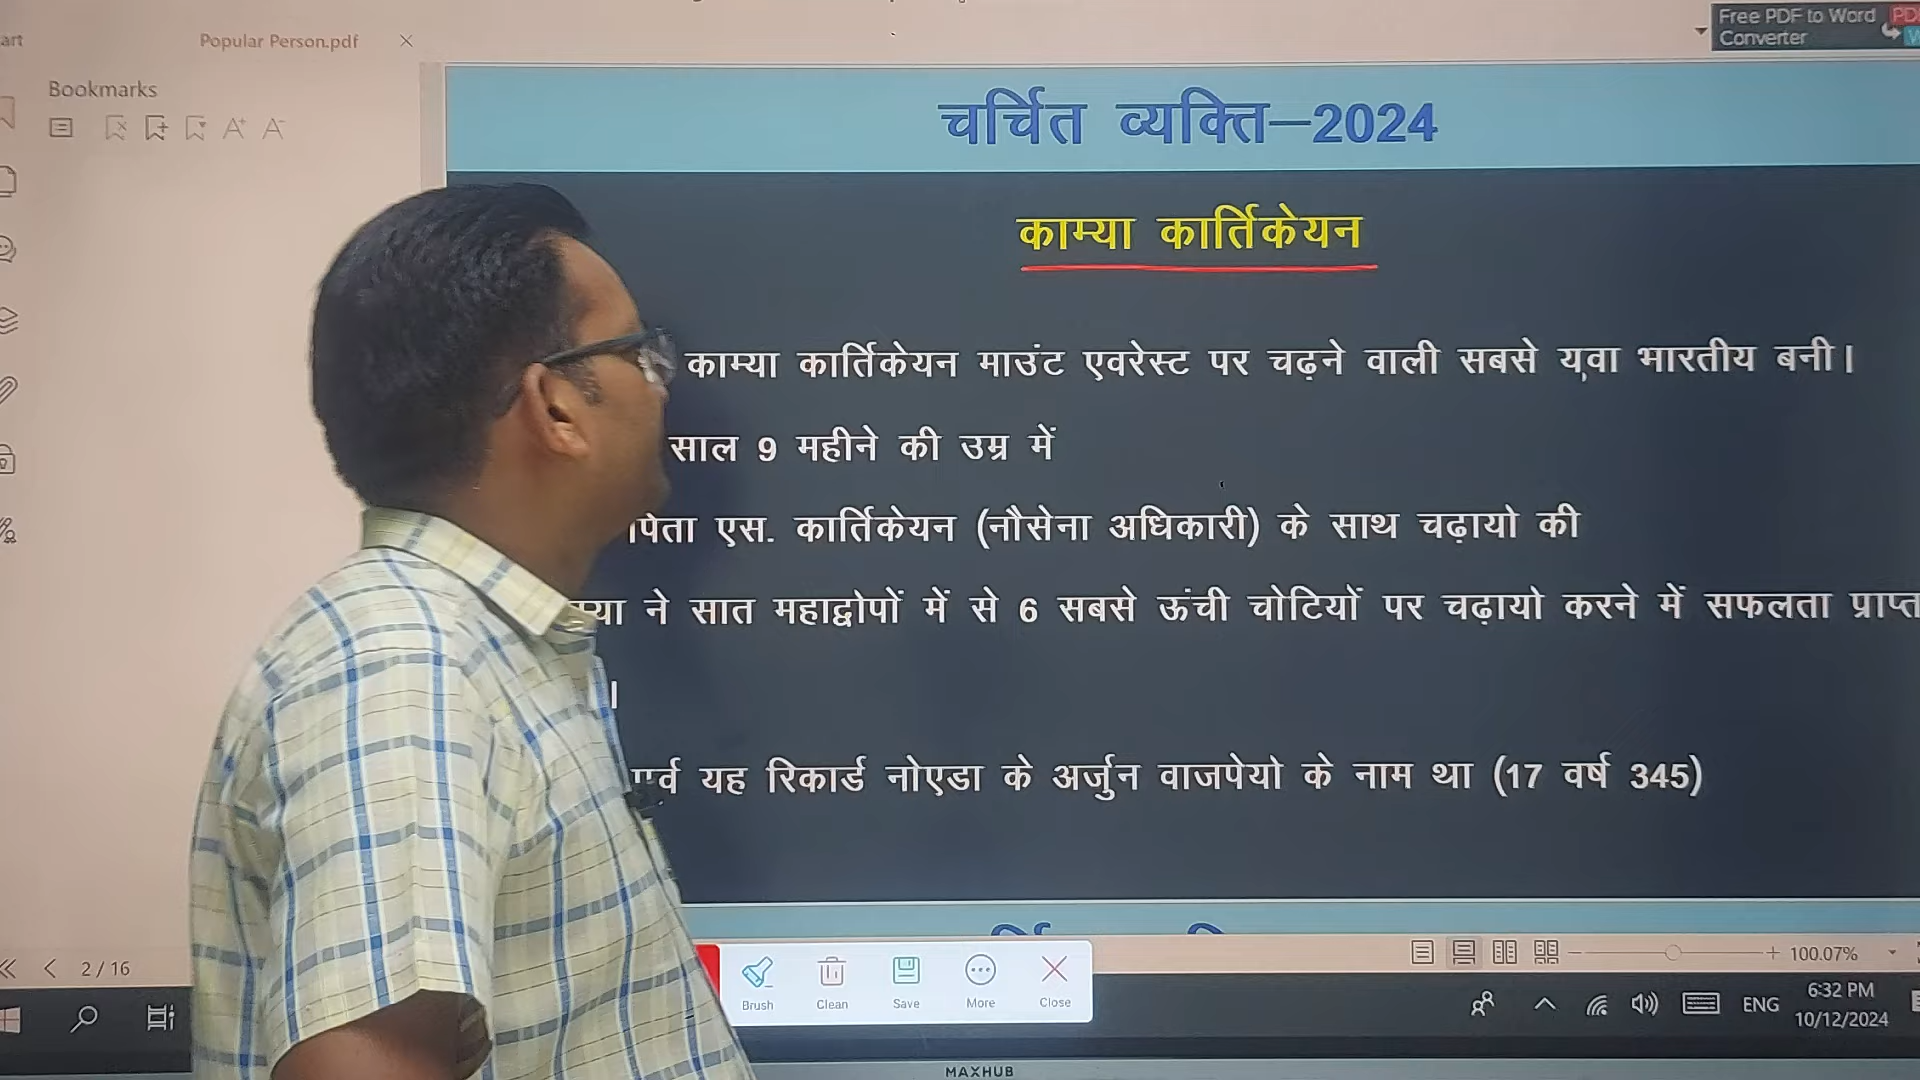 Popular Person.pdf
Free PDF to Word
Converter
Bookmarks
चर्चित व्यक्ति–2024
काम्या कार्तिकेयन
काम्या कार्तिकेयन माउंट एवरेस्ट पर चढ़ने वाली सबसे युवा भारतीय बनी।
साल 9 महीने की उम्र में
पिता एस. कार्तिकेयन (नौसेना अधिकारी) के साथ चढ़ायी की
ने सात महाद्वीपों में से 6 सबसे ऊंची चोटियों पर चढ़ायी करने में सफलता प्राप्त
।
यह रिकार्ड नोएडा के अर्जुन वाजपेयी के नाम था (17 वर्ष 345)
2 / 16
100.07%
Brush Clean Save More Close
ENG
6:32 PM
10/12/2024
MAXHUB